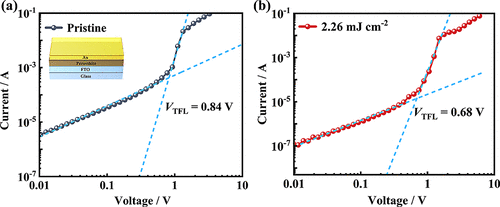 (a)
Pristine
Au
Perovskite
FTO
Glass
V_TFL = 0.84 V
Current / A
10^-1
10^-3
10^-5
10^-7
0.01
0.1
1
10
Voltage / V
(b)
2.26 mJ cm^-2
V_TFL = 0.68 V
Current / A
10^-1
10^-3
10^-5
10^-7
0.01
0.1
1
10
Voltage / V